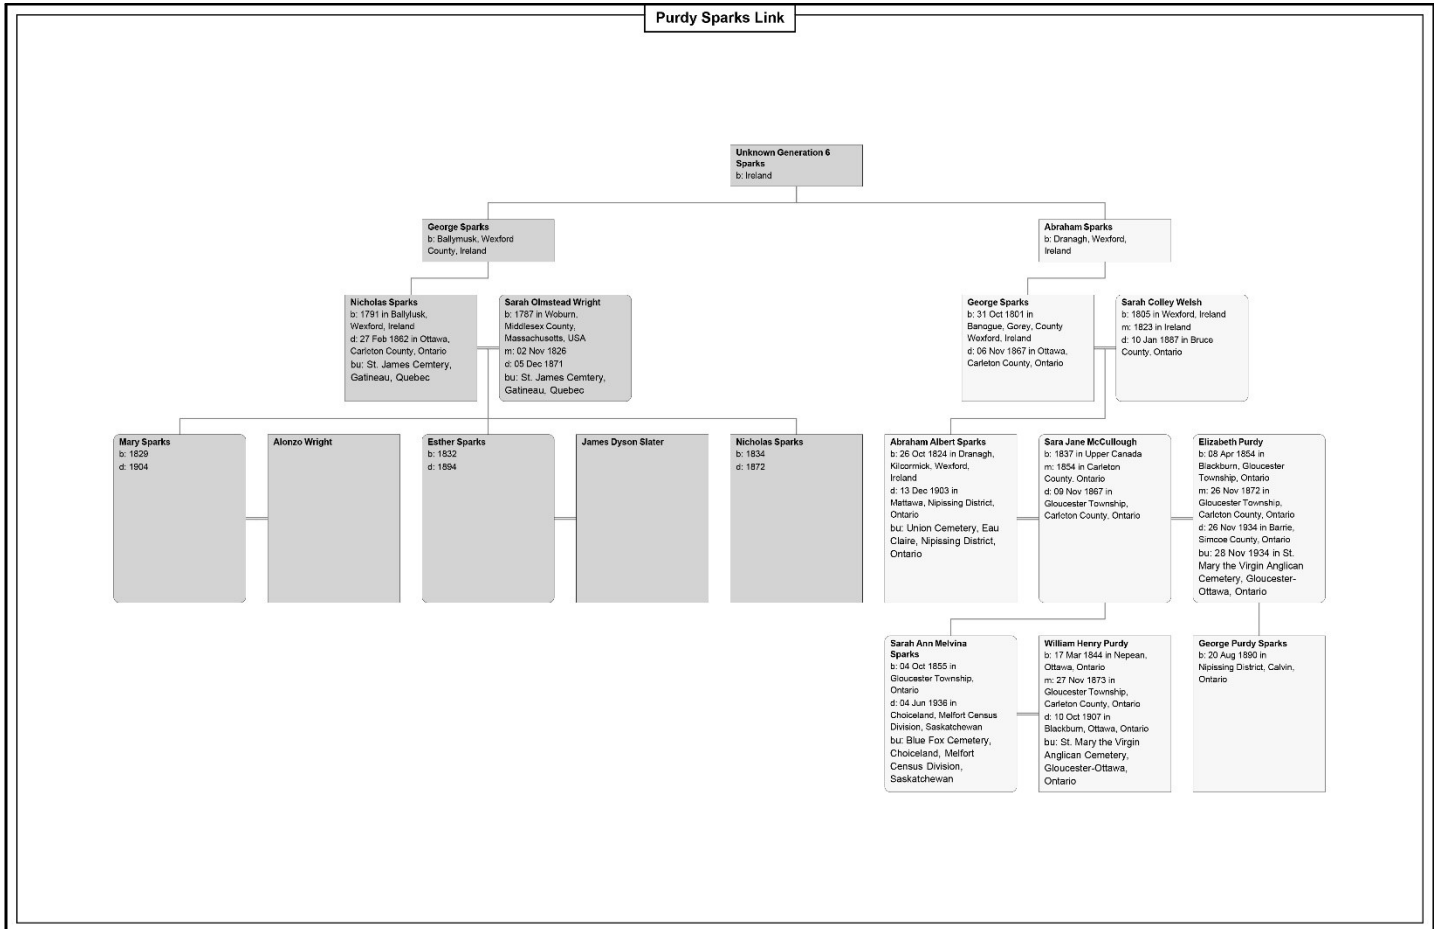 Purdy Sparks Link
Unknown Generation 6
Sparks
b: Ireland
George Sparks
b: Ballymusk, Wexford
County, Ireland
Abraham Sparks
b: Dranagh, Wexford,
Ireland
Nicholas Sparks
b: 1791 in Ballylusk,
Wexford, Ireland
d: 27 Feb 1862 in Ottawa,
Carleton County, Ontario
bu: St. James Cemtery,
Gatineau, Quebec
Sarah Olmstead Wright
b: 1787 in Woburn,
Middlesex County,
Massachusetts, USA
m: 02 Nov 1826
d: 05 Dec 1871
bu: St. James Cemtery,
Gatineau, Quebec
George Sparks
b: 31 Oct 1801 in
Banogue, Gorey, County
Wexford, Ireland
d: 06 Nov 1867 in Ottawa,
Carleton County, Ontario
Sarah Colley Welsh
b: 1805 in Wexford, Ireland
m: 1823 in Ireland
d: 10 Jan 1887 in Bruce
County, Ontario
Mary Sparks
b: 1829
d: 1904
Alonzo Wright
Esther Sparks
b: 1832
d: 1894
James Dyson Slater
Nicholas Sparks
b: 1834
d: 1872
Abraham Albert Sparks
b: 26 Oct 1824 in Dranagh,
Kilcormick, Wexford,
Ireland
d: 13 Dec 1903 in
Mattawa, Nipissing District,
Ontario
bu: Union Cemetery, Eau
Claire, Nipissing District,
Ontario
Sara Jane McCullough
b: 1837 in Upper Canada
m: 1854 in Carleton
County, Ontario
d: 09 Nov 1867 in
Gloucester Township,
Carleton County, Ontario
Elizabeth Purdy
b: 08 Apr 1854 in
Blackburn, Gloucester
Township, Ontario
m: 26 Nov 1872 in
Gloucester Township,
Carleton County, Ontario
d: 26 Nov 1934 in Barrie,
Simcoe County, Ontario
bu: 28 Nov 1934 in St.
Mary the Virgin Anglican
Cemetery, Gloucester-
Ottawa, Ontario
Sarah Ann Melvina
Sparks
b: 04 Oct 1855 in
Gloucester Township,
Ontario
d: 04 Jun 1936 in
Choiceland, Melfort Census
Division, Saskatchewan
bu: Blue Fox Cemetery,
Choiceland, Melfort
Census Division,
Saskatchewan
William Henry Purdy
b: 17 Mar 1844 in Nepean,
Ottawa, Ontario
m: 27 Nov 1873 in
Gloucester Township,
Carleton County, Ontario
d: 10 Oct 1907 in
Blackburn, Ottawa, Ontario
bu: St. Mary the Virgin
Anglican Cemetery,
Gloucester-Ottawa,
Ontario
George Purdy Sparks
b: 20 Aug 1890 in
Nipissing District, Calvin,
Ontario